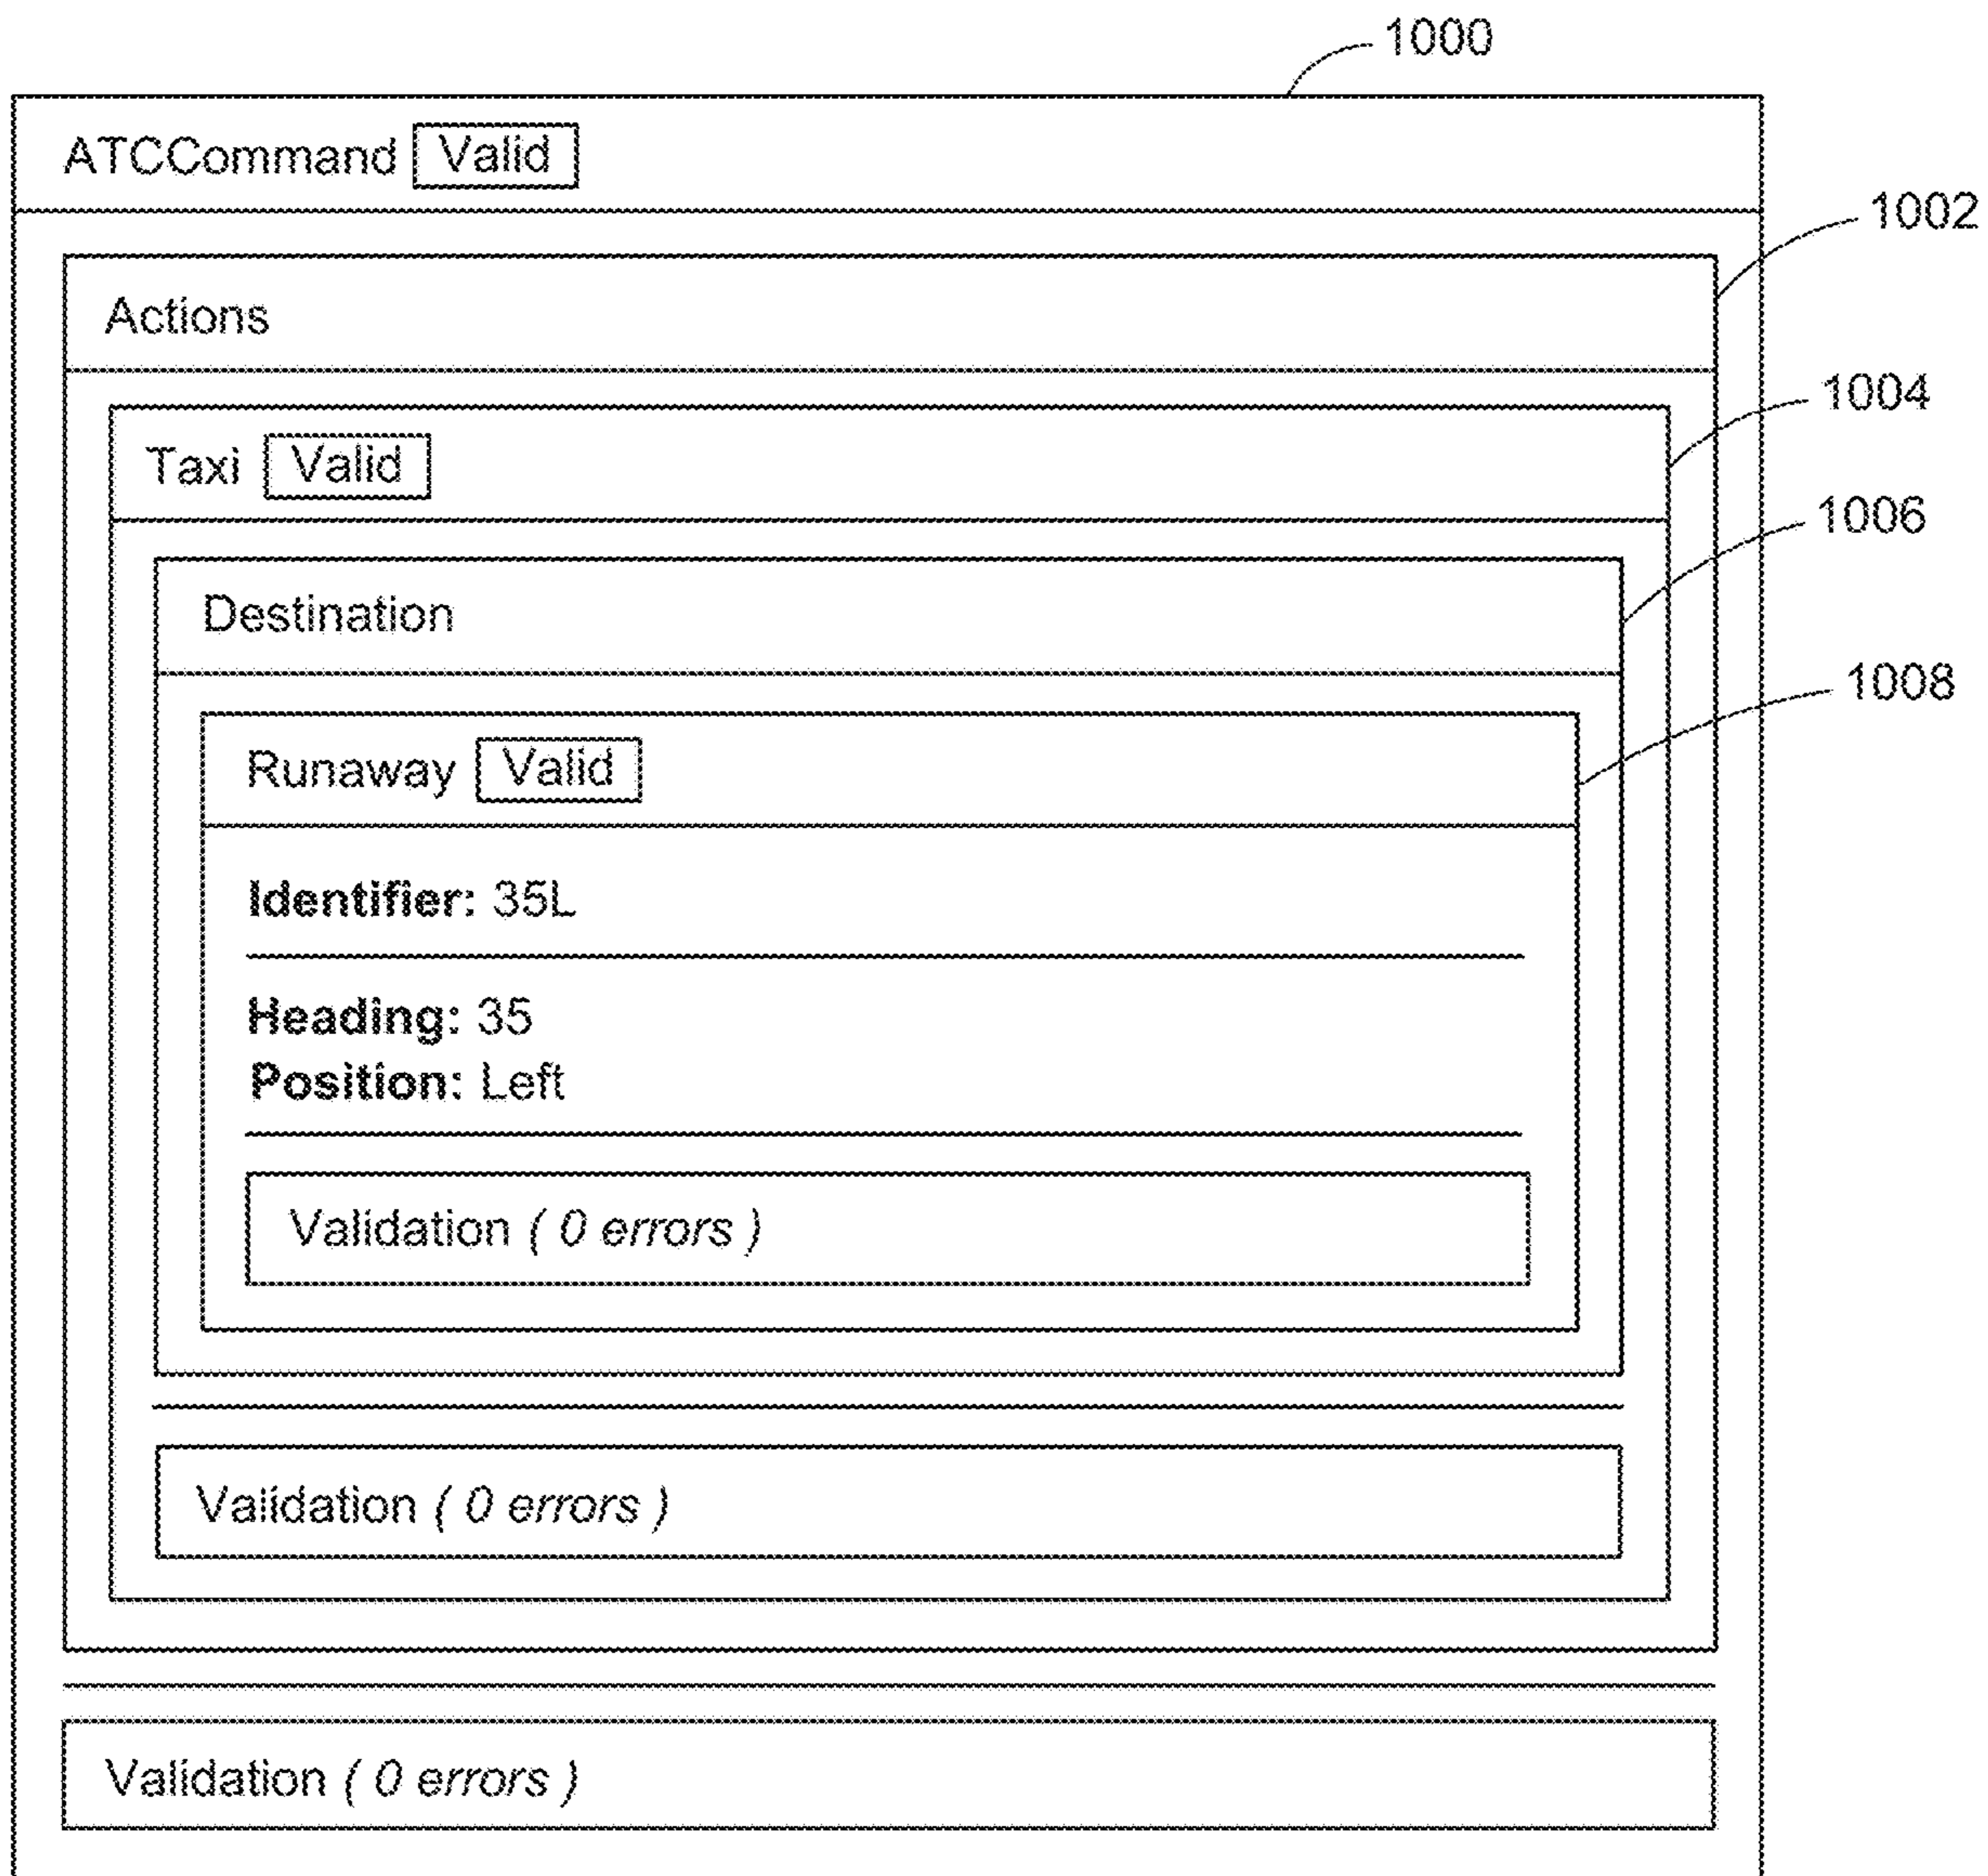 1000
ATCCommand Valid
1002
Actions
1004
Taxi Valid
1006
Destination
1008
Runaway Valid
Identifier: 35L
Heading: 35
Position: Left
Validation ( 0 errors )
Validation ( 0 errors )
Validation ( 0 errors )